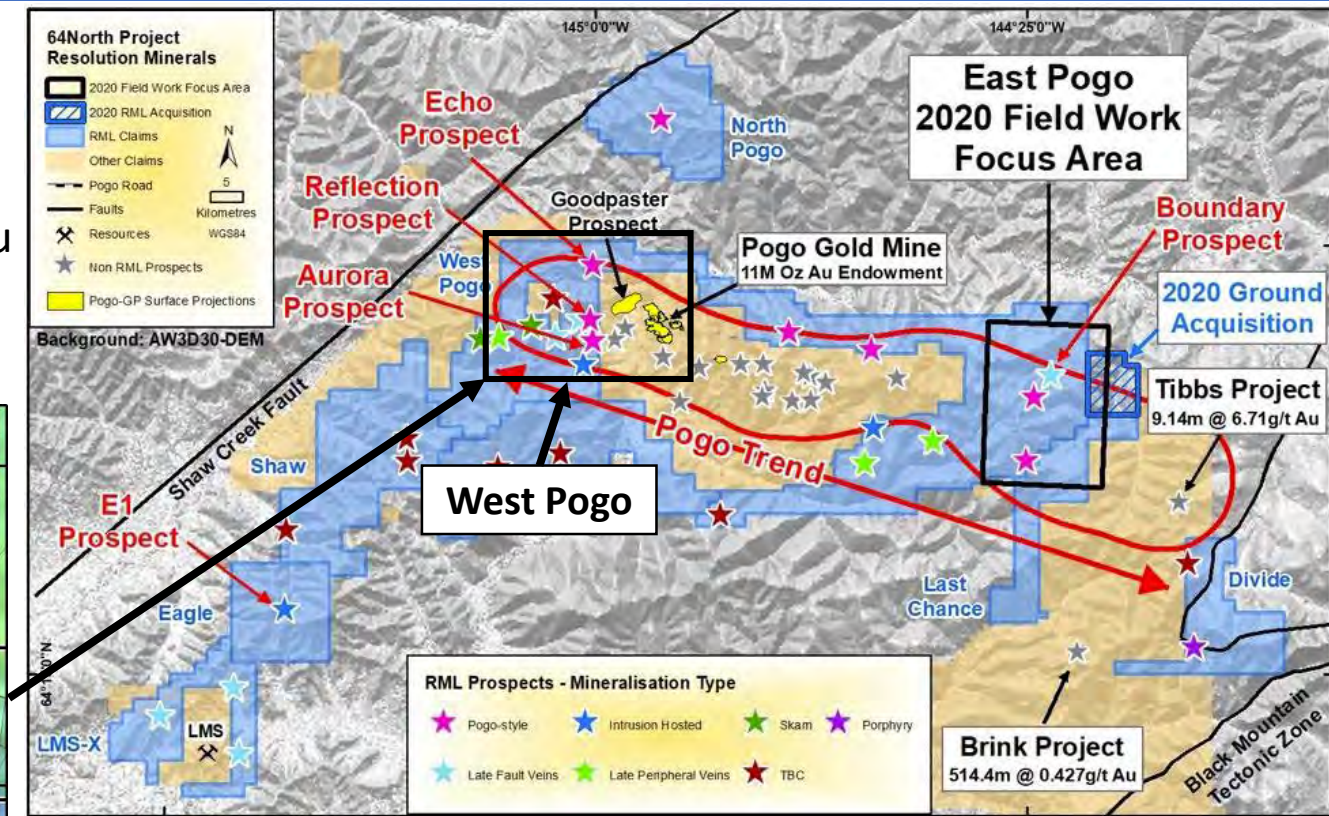 64North Project
Resolution Minerals
2020 Field Work Focus Area
2020 RML Acquisition
RML Claims
Other Claims
Pogo Road
Faults
Resources
Non RML Prospects
Pogo-GP Surface Projections
N
5
Kilometres
WGS84
Background: AW3D30-DEM
145°0'0"W
144°25'0"W
Echo
Prospect
Reflection
Prospect
Aurora
Prospect
Goodpaster
Prospect
North
Pogo
West
Pogo
Pogo Gold Mine
11M Oz Au Endowment
East Pogo
2020 Field Work
Focus Area
Boundary
Prospect
2020 Ground
Acquisition
Tibbs Project
9.14m @ 6.71g/t Au
Shaw Creek Fault
Shaw
West Pogo
Pogo Trend
E1
Prospect
Eagle
Last
Chance
Divide
LMS-X
LMS
RML Prospects - Mineralisation Type
Pogo-style
Intrusion Hosted
Skarn
Porphyry
Late Fault Veins
Late Peripheral Veins
TBC
Brink Project
514.4m @ 0.427g/t Au
Black Mountain
Tectonic Zone